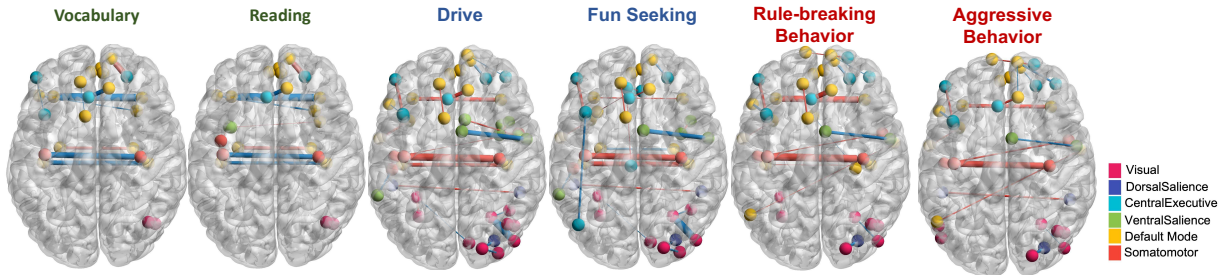 Vocabulary
Reading
Drive
Fun Seeking
Rule-breaking
Behavior
Aggressive
Behavior
Visual
DorsalSalience
CentralExecutive
VentralSalience
Default Mode
Somatomotor